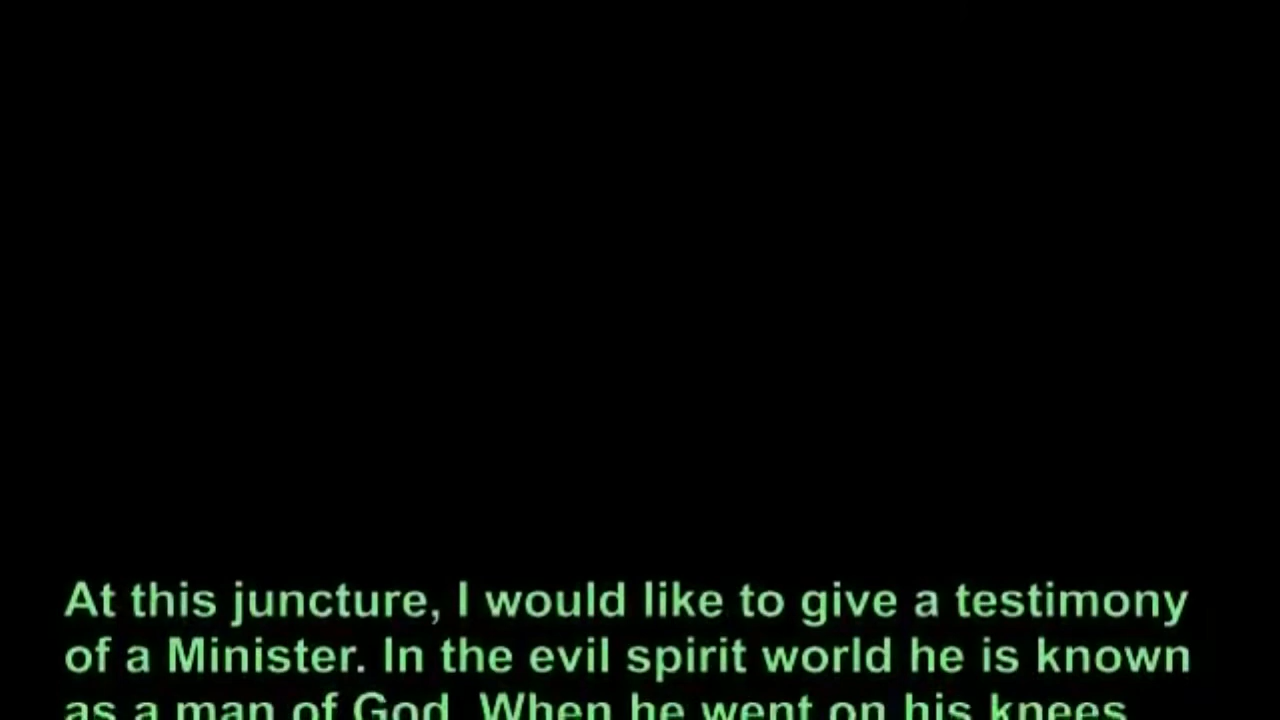 At this juncture, I would like to give a testimony
of a Minister. In the evil spirit world he is known
as a man of God. When he went on his knees